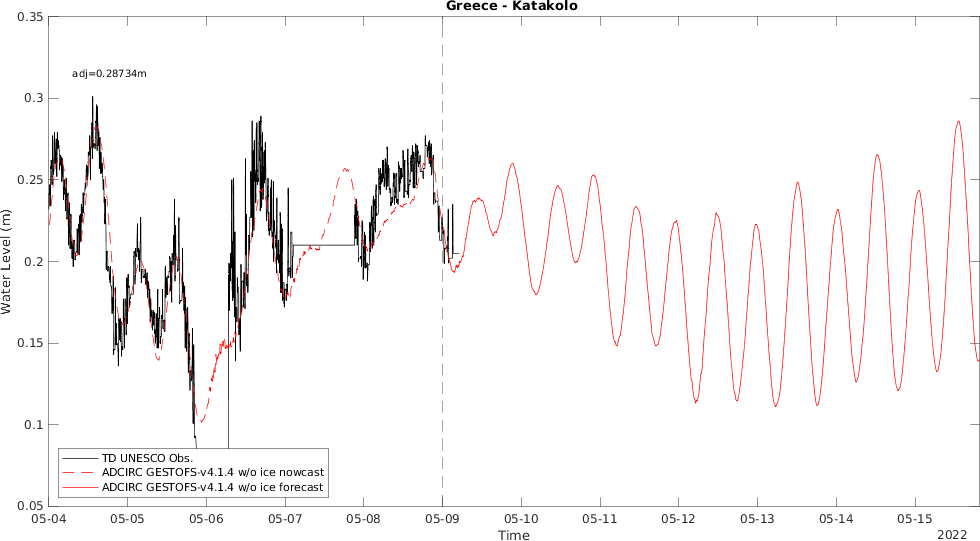 Greece - Katakolo
0.35
adj=0.28734m
0.3
0.25
0.2
0.15
0.1
0.05
Water Level (m)
TD UNESCO Obs.
ADCIRC GESTOFS-v4.1.4 w/o ice nowcast
ADCIRC GESTOFS-v4.1.4 w/o ice forecast
05-04 05-05 05-06 05-07 05-08 05-09 05-10 05-11 05-12 05-13 05-14 05-15
Time
2022